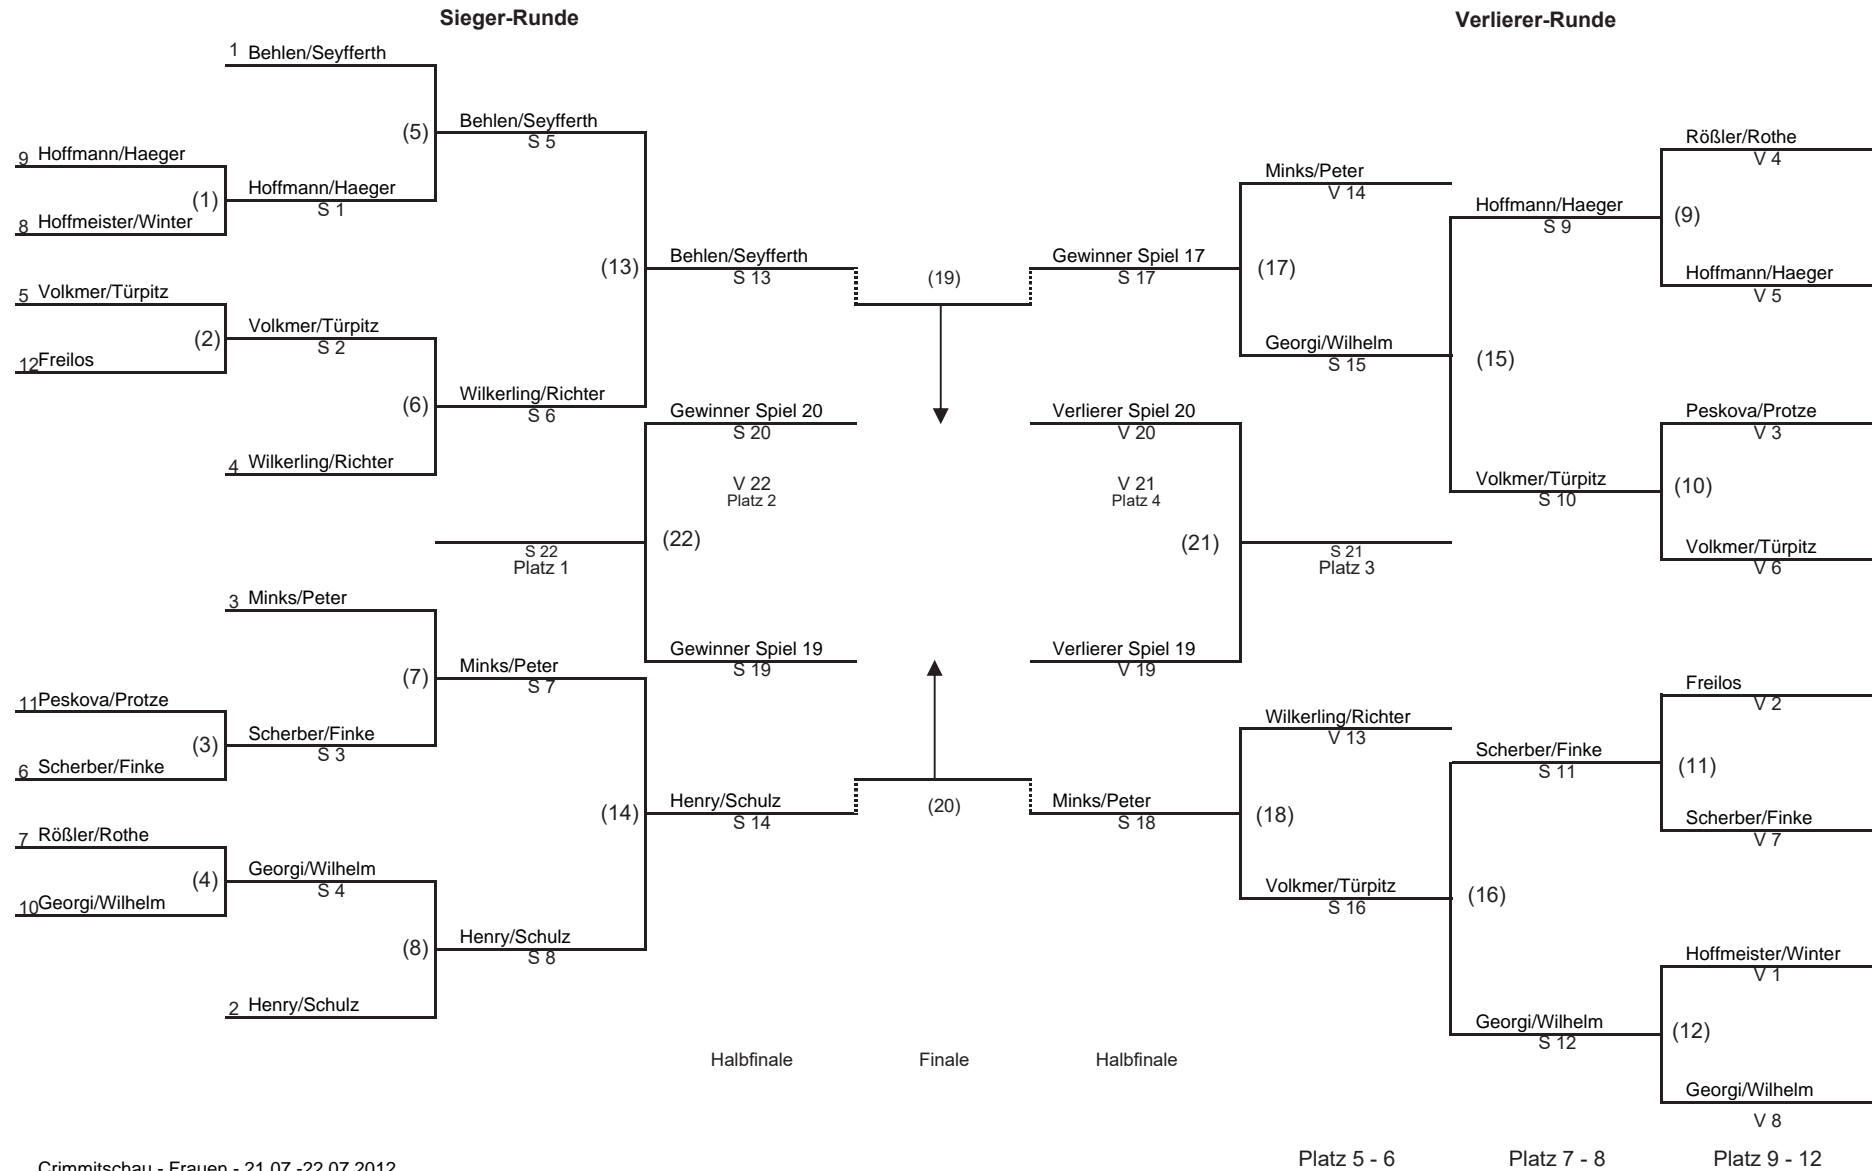 Sieger-Runde
Verlierer-Runde
1 Behlen/Seyfferth
(5)
Behlen/Seyfferth
S 5
9 Hoffmann/Haeger
(1)
Hoffmann/Haeger
S 1
8 Hoffmeister/Winter
(13)
Behlen/Seyfferth
S 13
5 Volkmer/Türpitz
(2)
Volkmer/Türpitz
S 2
12 Freilos
(6)
Wilkerling/Richter
S 6
4 Wilkerling/Richter
Gewinner Spiel 20
S 20
V 22
Platz 2
(22)
S 22
Platz 1
3 Minks/Peter
(7)
Minks/Peter
S 7
Gewinner Spiel 19
S 19
11 Peskova/Protze
(3)
Scherber/Finke
S 3
6 Scherber/Finke
(14)
Henry/Schulz
S 14
7 Rößler/Rothe
(4)
Georgi/Wilhelm
S 4
10 Georgi/Wilhelm
(8)
Henry/Schulz
S 8
2 Henry/Schulz
(19)
(20)
Gewinner Spiel 17
S 17
(17)
Minks/Peter
V 14
Georgi/Wilhelm
S 15
(15)
Hoffmann/Haeger
S 9
(9)
Rößler/Rothe
V 4
Hoffmann/Haeger
V 5
Verlierer Spiel 20
V 20
V 21
Platz 4
(21)
S 21
Platz 3
Volkmer/Türpitz
S 10
(10)
Peskova/Protze
V 3
Volkmer/Türpitz
V 6
Verlierer Spiel 19
V 19
Wilkerling/Richter
V 13
Minks/Peter
S 18
(18)
Volkmer/Türpitz
S 16
(16)
Scherber/Finke
S 11
(11)
Freilos
V 2
Scherber/Finke
V 7
Georgi/Wilhelm
S 12
(12)
Hoffmeister/Winter
V 1
Georgi/Wilhelm
V 8
Halbfinale
Finale
Halbfinale
Platz 5 - 6
Platz 7 - 8
Platz 9 - 12
Crimmitschau - Frauen - 21.07.-22.07.2012